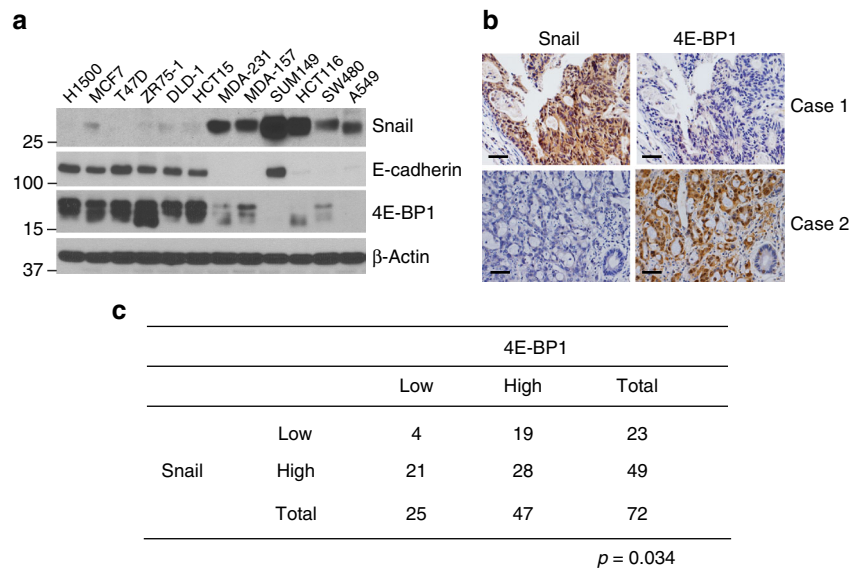 a
H1500 MCF7 T47D ZR75-1 DLD-1 HCT15 MDA-231 MDA-157 SUM149 HCT116 SW480 A549
Snail
25
E-cadherin
100
4E-BP1
15
β-Actin
37
b
Snail 4E-BP1
Case 1
Case 2
c
4E-BP1
Low High Total
Low 4 19 23
Snail High 21 28 49
Total 25 47 72
p = 0.034